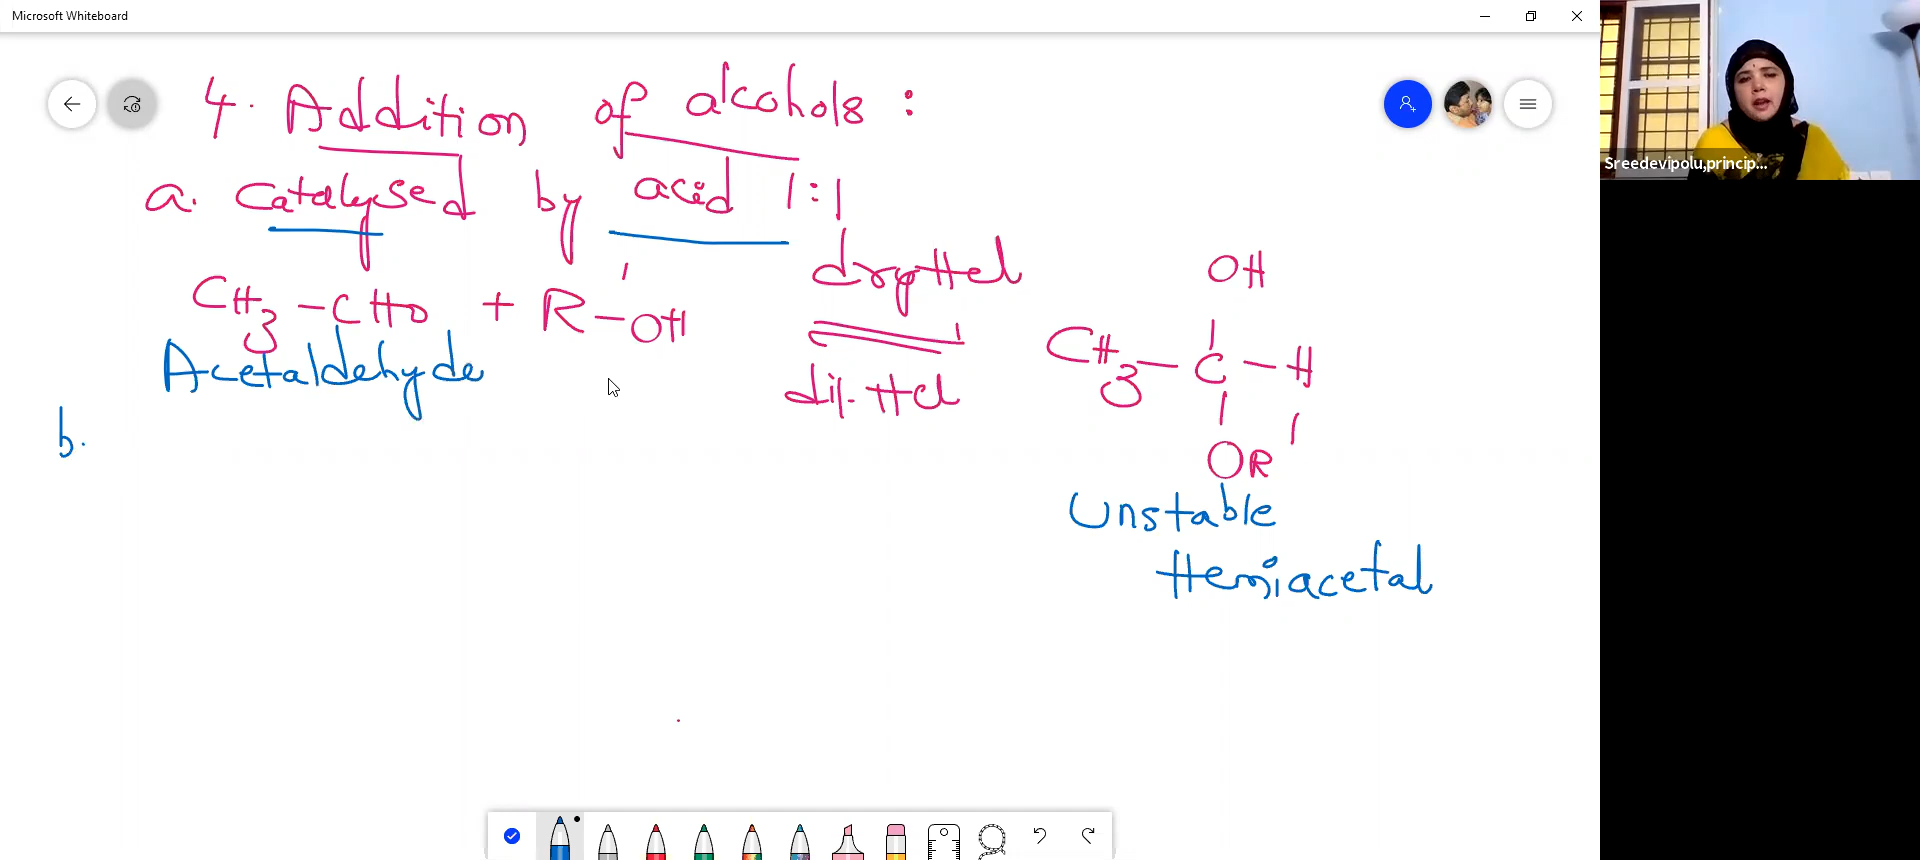 Microsoft Whiteboard
Sreedevipolu,princip...
4. Addition of alcohols :
a. Catalysed by acid 1:1
CH3-CHO + R-OH
dry HCl
dil. HCl
Acetaldehyde
OH
CH3-C-H
OR
Unstable
Hemiacetal
b.